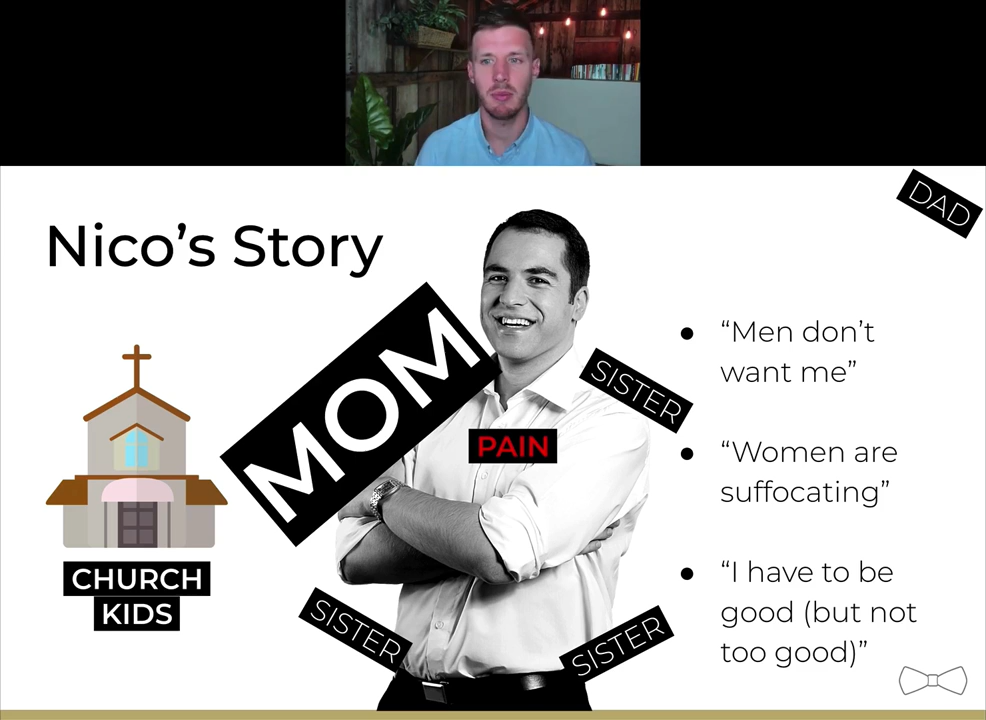 DAD
Nico’s Story
MOM
SISTER
PAIN
CHURCH
KIDS
SISTER
SISTER
● “Men don’t
want me”
● “Women are
suffocating”
● “I have to be
good (but not
too good)”